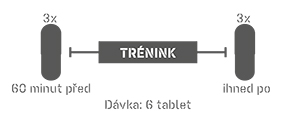 3x 3x
TRÉNINK
60 minut před ihned po
Dávka: 6 tablet